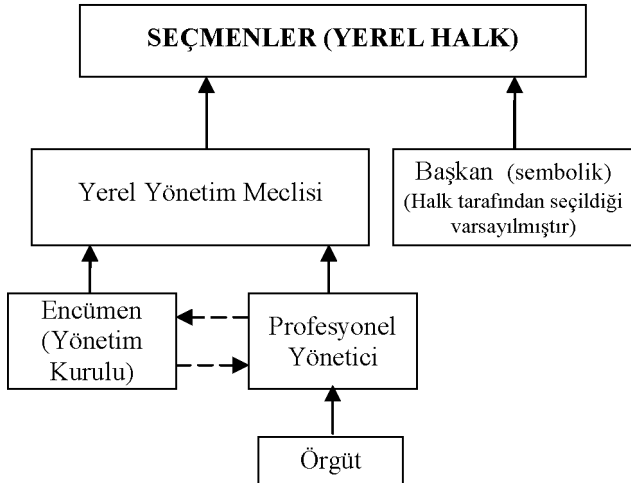 SEÇMENLER (YEREL HALK)
Yerel Yönetim Meclisi
Başkan (sembolik)
(Halk tarafından seçildiği
varsayılmıştır)
Encümen
(Yönetim
Kurulu)
Profesyonel
Yönetici
Örgüt